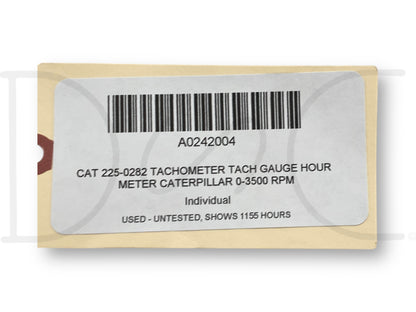 A0242004
CAT 225-0282 TACHOMETER TACH GAUGE HOUR
METER CATERPILLAR 0-3500 RPM
Individual
USED - UNTESTED, SHOWS 1155 HOURS